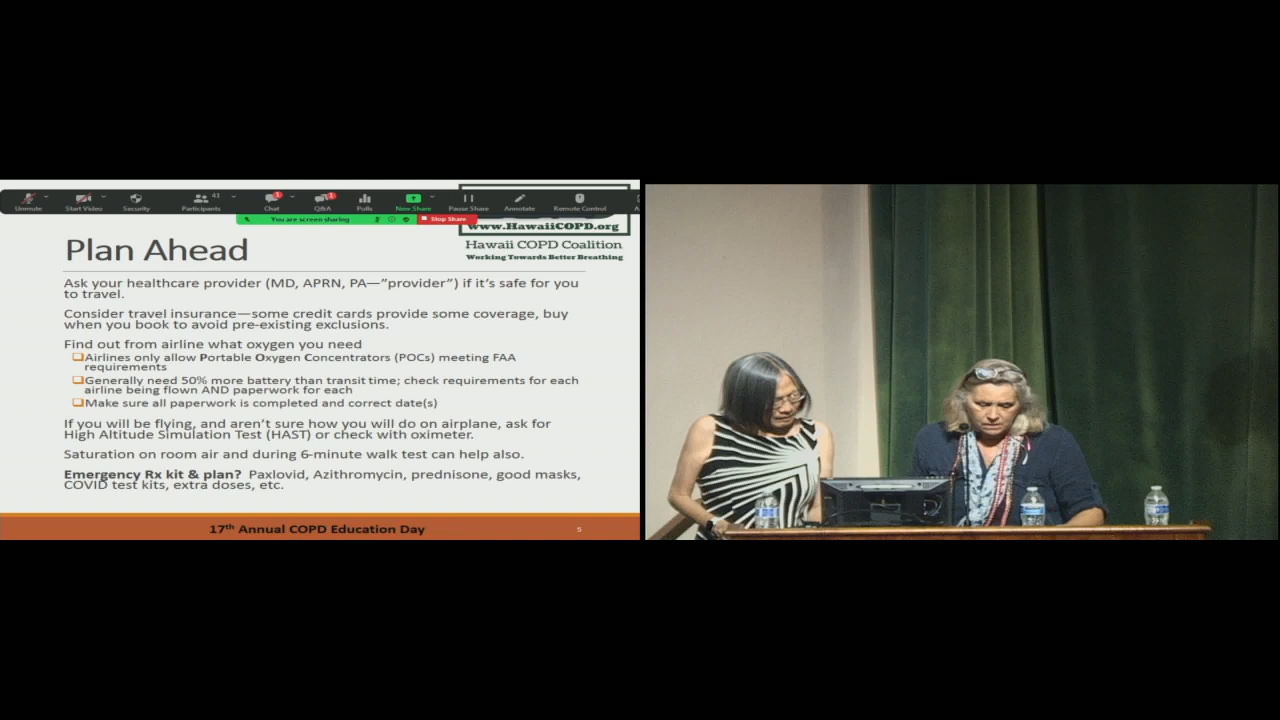 Unmute
Start Video
Security
Participants
41
Chat
Q&A
Polls
New Share
Pause Share
Annotate
Remote Control
You are screen sharing
Stop Share
www.HawaiiCOPD.org
Hawaii COPD Coalition
Working Towards Better Breathing
Plan Ahead
Ask your healthcare provider (MD, APRN, PA—"provider") if it's safe for you
to travel.
Consider travel insurance—some credit cards provide some coverage, buy
when you book to avoid pre-existing exclusions.
Find out from airline what oxygen you need
Airlines only allow Portable Oxygen Concentrators (POCs) meeting FAA
requirements
Generally need 50% more battery than transit time; check requirements for each
airline being flown AND paperwork for each
Make sure all paperwork is completed and correct date(s)
If you will be flying, and aren't sure how you will do on airplane, ask for
High Altitude Simulation Test (HAST) or check with oximeter.
Saturation on room air and during 6-minute walk test can help also.
Emergency Rx kit & plan? Paxlovid, Azithromycin, prednisone, good masks,
COVID test kits, extra doses, etc.
17th Annual COPD Education Day
5